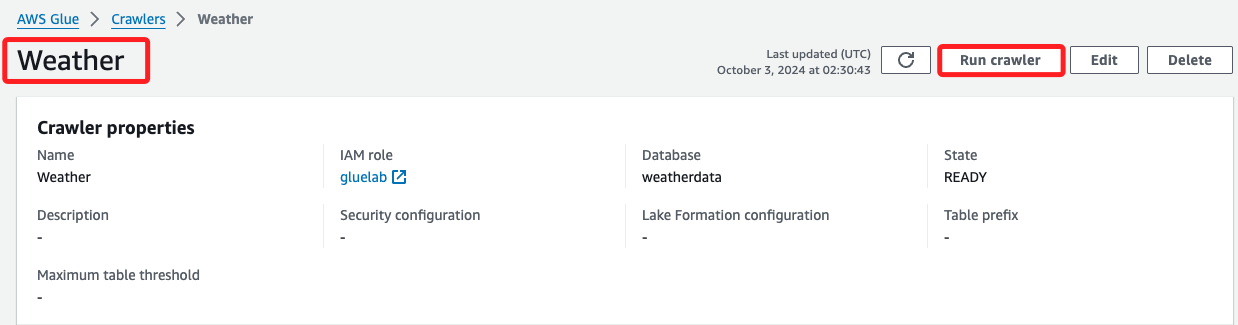 AWS Glue > Crawlers > Weather
Weather
Last updated (UTC)
October 3, 2024 at 02:30:43
Run crawler
Edit
Delete
Crawler properties
Name
IAM role
Database
State
Weather
gluelab
weatherdata
READY
Description
Security configuration
Lake Formation configuration
Table prefix
-
-
-
-
Maximum table threshold
-